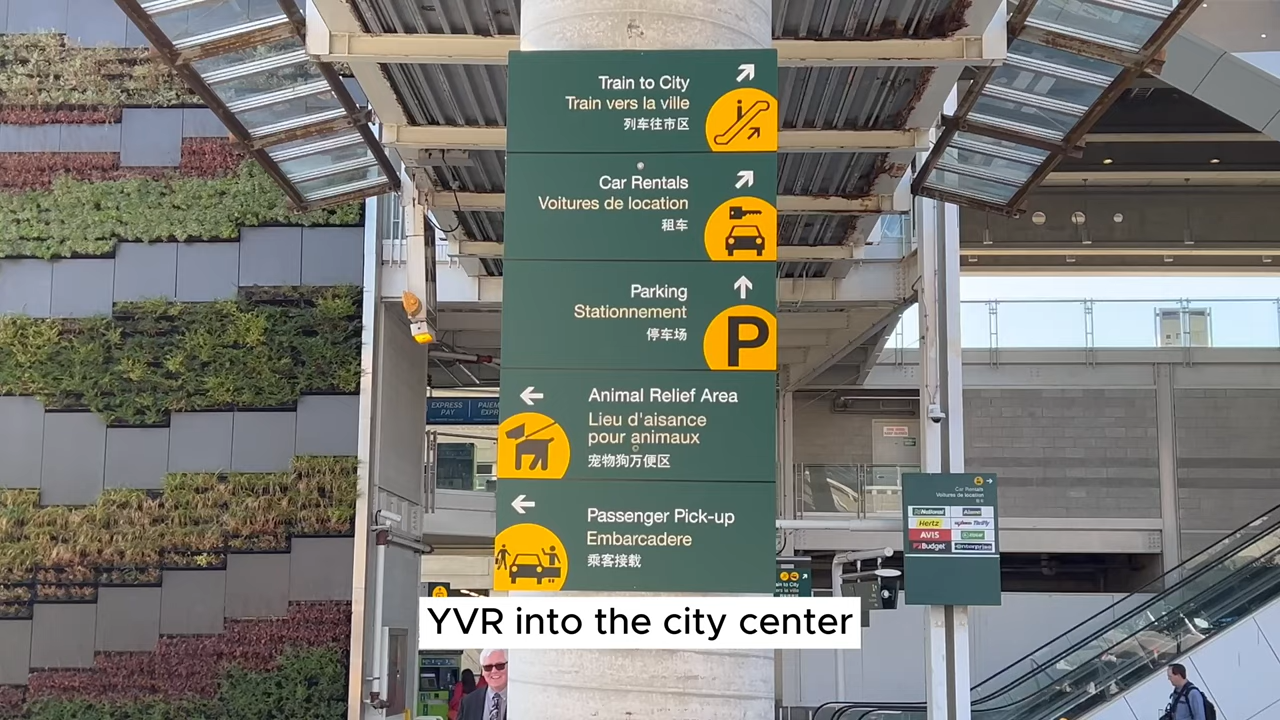 Train to City
Train vers la ville
列车往市区
Car Rentals
Voitures de location
租车
Parking
Stationnement
停车场
P
Animal Relief Area
Lieu d'aisance
pour animaux
宠物狗万便区
Passenger Pick-up
Embarcadere
乘客接载
EXPRESS
PAY
Car Rentals
Voitures de location
National
Alamo
Hertz
AVIS
Budget
enterprise
YVR into the city center